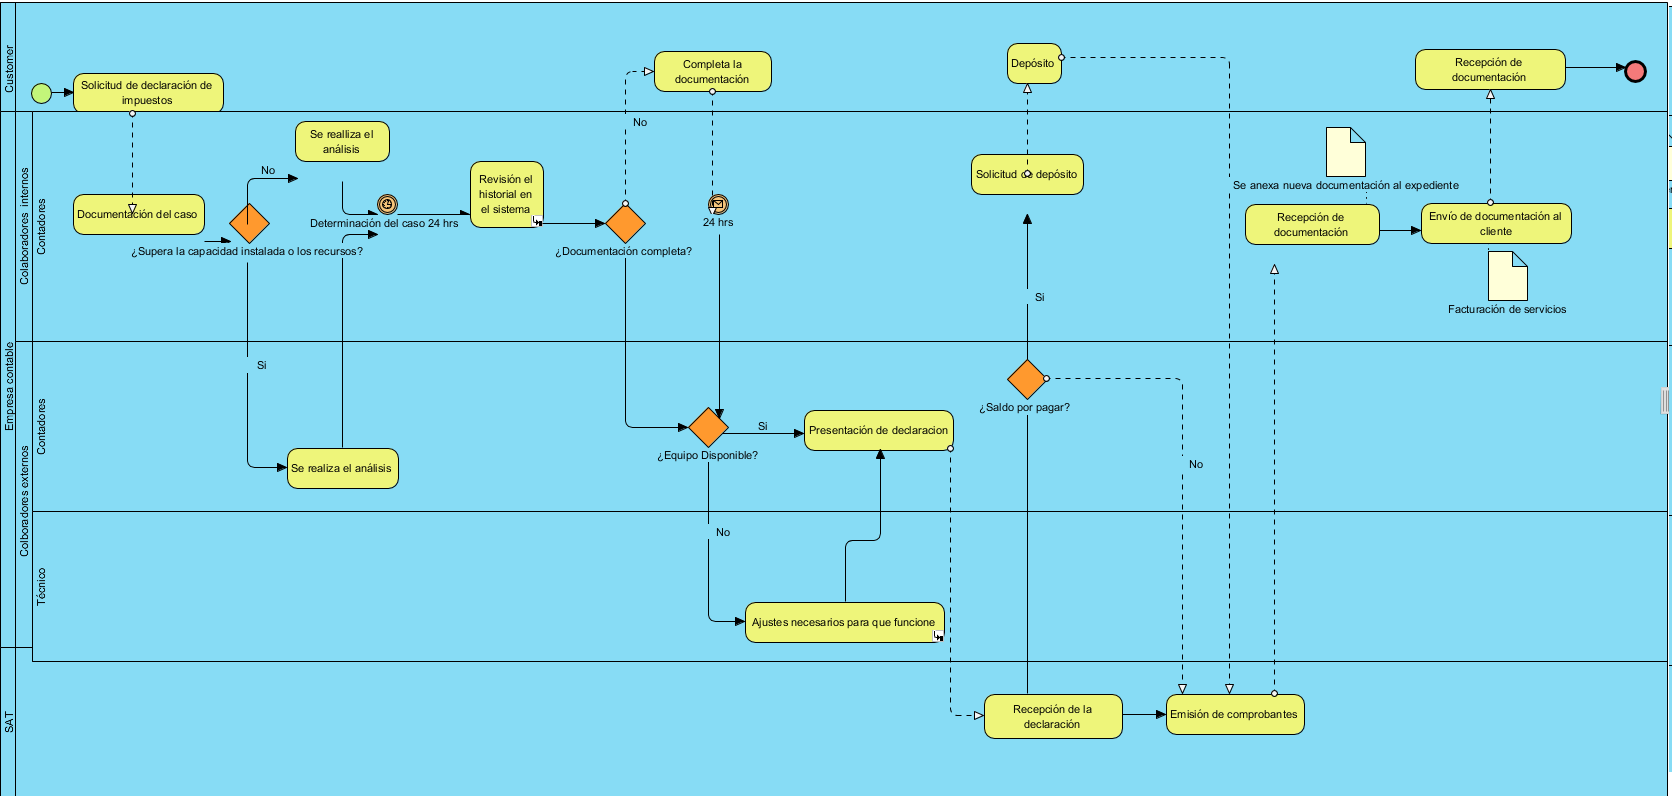 Customer
Solicitud de declaración de
impuestos
Completa la
documentación
Depósito
Recepción de
documentación
Empresa contable
Colaboradores internos
Contadores
Documentación del caso
No
Se realliza el
análisis
¿Supera la capacidad instalada o los recursos?
Determinación del caso 24 hrs
Revisión el
historial en
el sistema
No
¿Documentación completa?
24 hrs
Solicitud de depósito
Si
Se anexa nueva documentación al expediente
Recepción de
documentación
Envío de documentación al
cliente
Facturación de servicios
Colboradores externos
Contadores
Si
Se realiza el análisis
¿Equipo Disponible?
Si
Presentación de declaracion
¿Saldo por pagar?
No
Técnico
No
Ajustes necesarios para que funcione
SAT
Recepción de la
declaración
Emisión de comprobantes